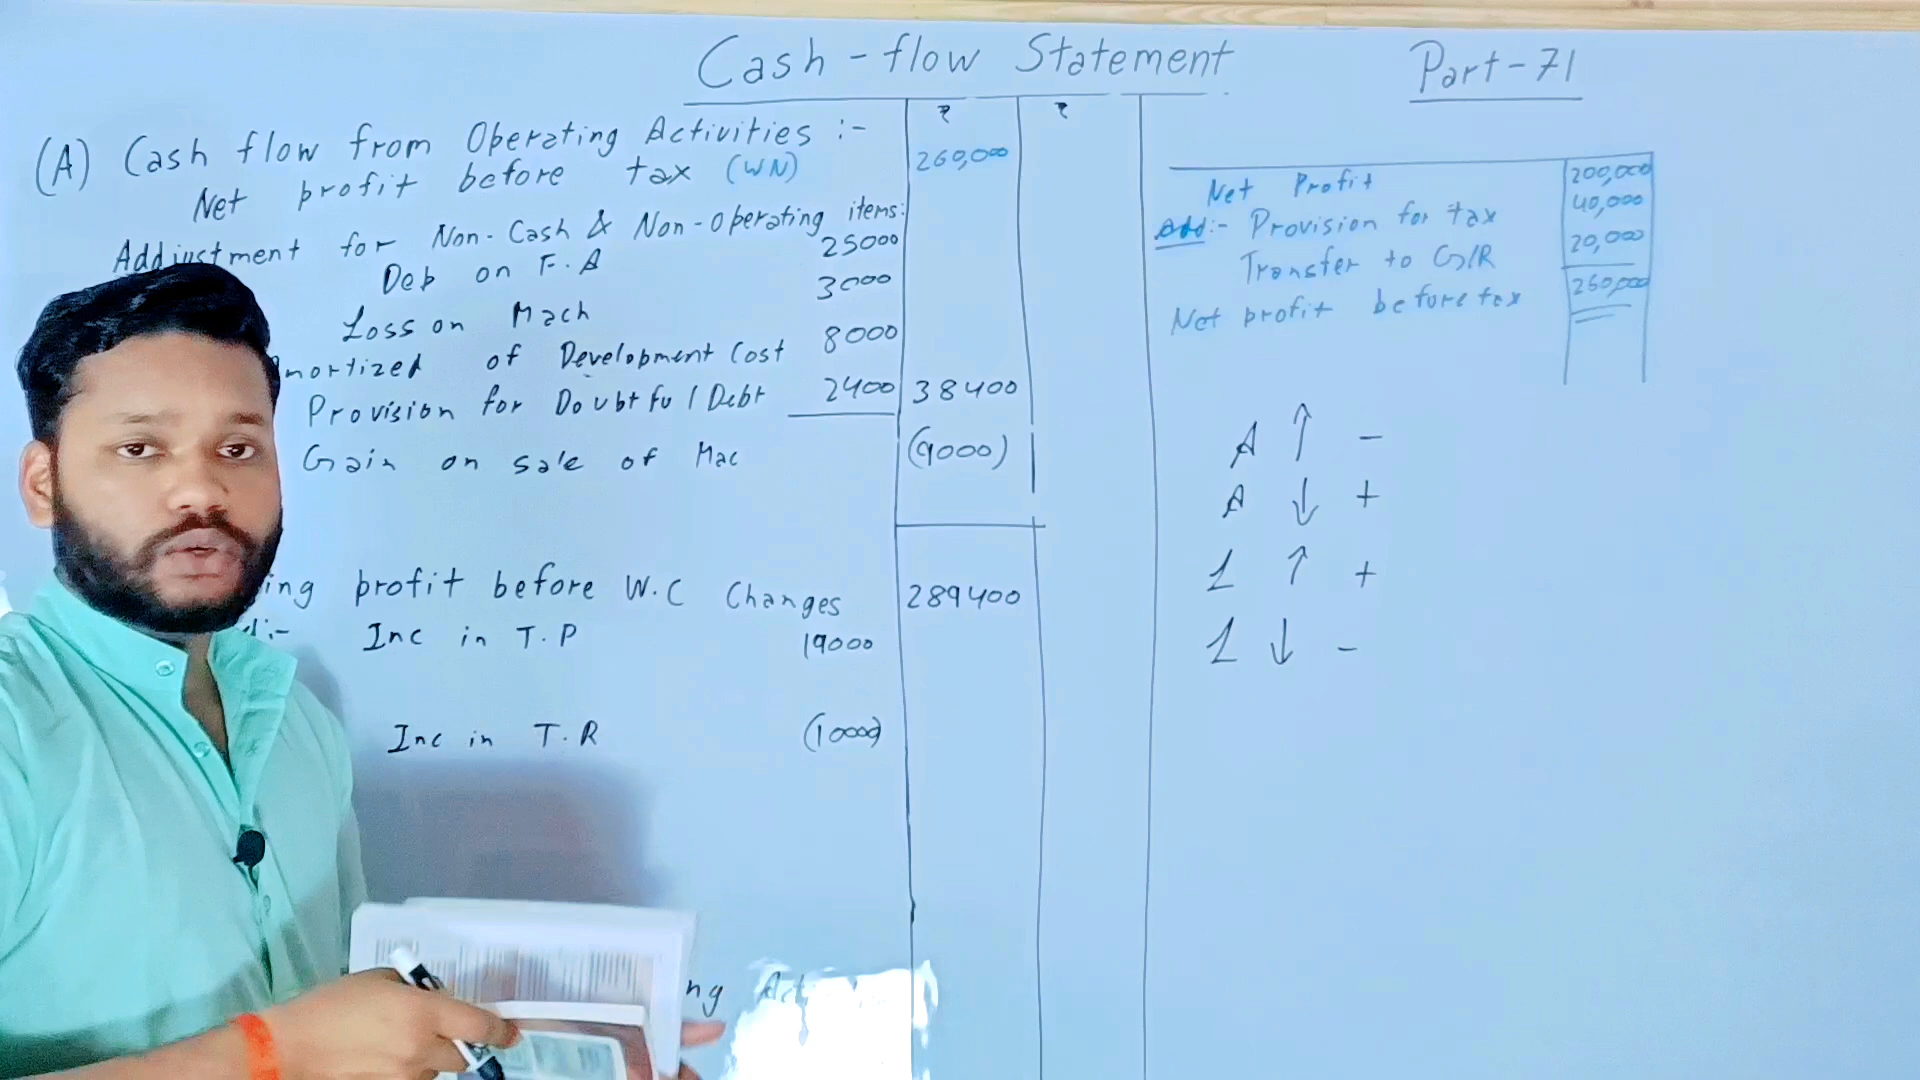 Cash-flow Statement
Part-71
₹ ₹
(A) Cash flow from Operating Activities :-
Net profit before tax (WN) 260,000
Addjustment for Non-Cash & Non-operating items:
Dep on F.A 25000
Loss on Mach 3000
mortized of Development Cost 8000
Provision for Doubtful Debt 2400 38400
Gain on sale of Mac (9000)
ing profit before W.C Changes 289400
d:- Inc in T.P 19000
Inc in T.R (1000)
ng
Net Profit 200,000
Add:- Provision for tax 40,000
Transfer to G/R 20,000
Net profit before tax 260,000
A ↑ -
A ↓ +
L ↑ +
L ↓ -